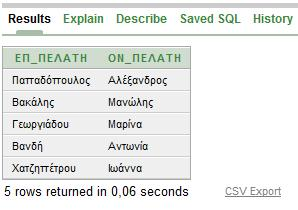 Results Explain Describe Saved SQL History
ΕΠ_ΠΕΛΑΤΗ ΟΝ_ΠΕΛΑΤΗ
Παπαδόπουλος Αλέξανδρος
Βακάλης Μανώλης
Γεωργιάδου Μαρίνα
Βανδή Αντωνία
Χατζηπέτρου Ιωάννα
5 rows returned in 0,06 seconds CSV Export